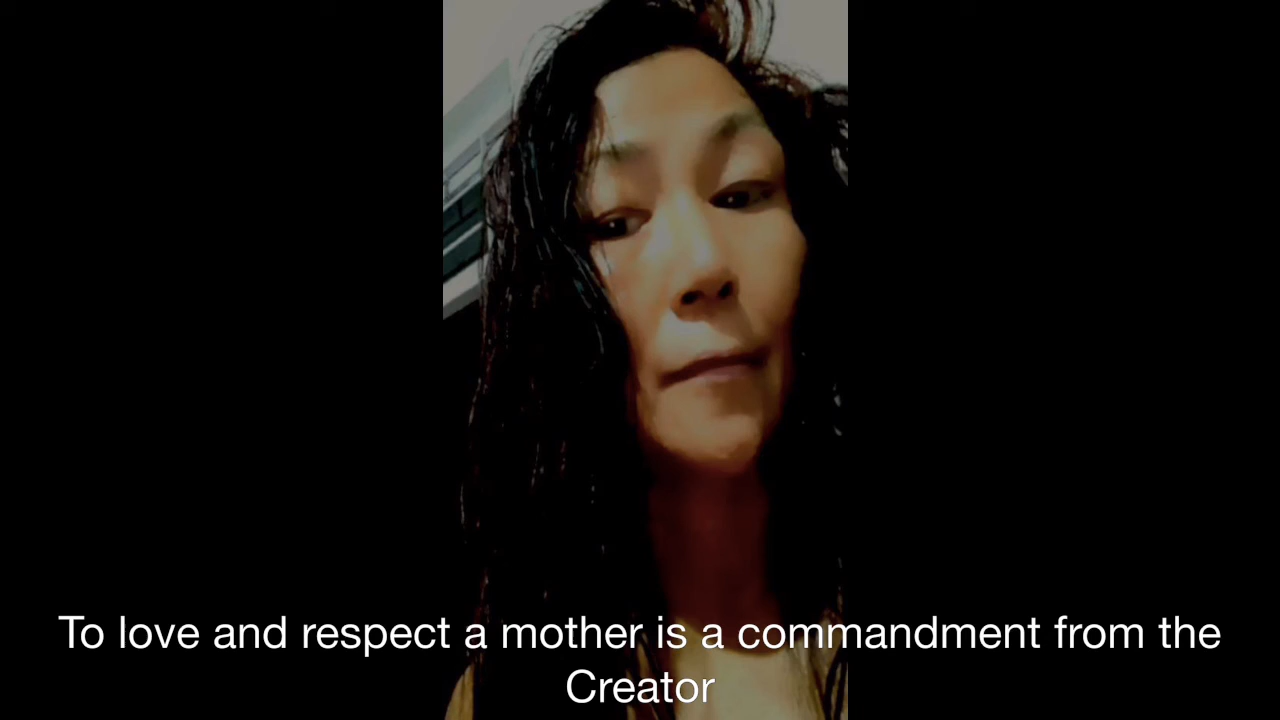 To love and respect a mother is a commandment from the
Creator